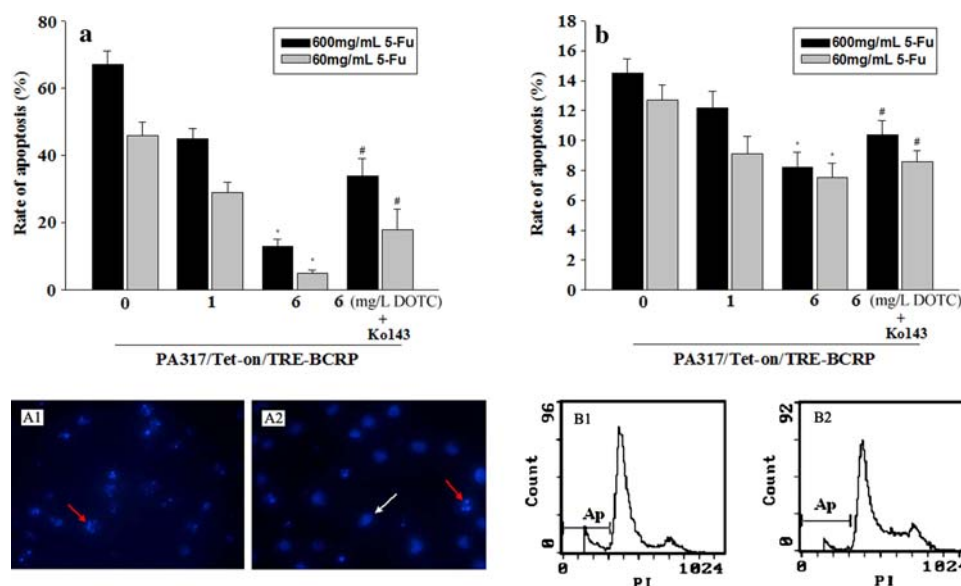 a
80
60
40
20
0
Rate of apoptosis (%)
600mg/mL 5-Fu
60mg/mL 5-Fu
* * # #
0 1 6 6 (mg/L DOTC)
+
Ko143
PA317/Tet-on/TRE-BCRP
b
18
16
14
12
10
8
6
4
2
0
Rate of apoptosis (%)
600mg/mL 5-Fu
60mg/mL 5-Fu
* * # #
0 1 6 6 (mg/L DOTC)
+
Ko143
PA317/Tet-on/TRE-BCRP
A1
A2
B1
96
Count
0
Ap
0 1024
PI
B2
92
Count
0
Ap
0 1024
PI